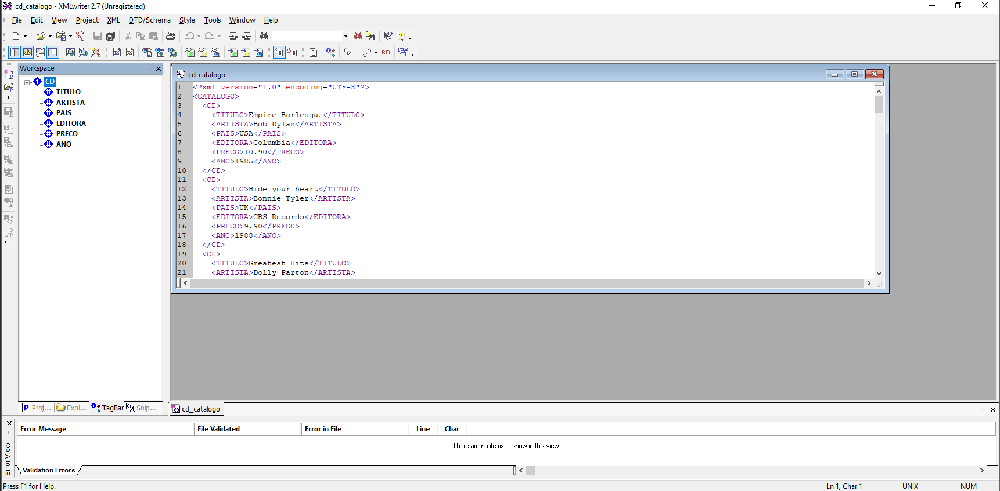 cd_catalogo - XMLwriter 2.7 (Unregistered)
File Edit View Project XML DTD/Schema Style Tools Window Help
URL
RO
Workspace
CD
TITULO
ARTISTA
PAIS
EDITORA
PRECO
ANO
Proj... Expl... TagBar Snip...
cd_catalogo
1 <?xml version="1.0" encoding="UTF-8"?>
2 <CATALOGO>
3 <CD>
4 <TITULO>Empire Burlesque</TITULO>
5 <ARTISTA>Bob Dylan</ARTISTA>
6 <PAIS>USA</PAIS>
7 <EDITORA>Columbia</EDITORA>
8 <PRECO>10.90</PRECO>
9 <ANO>1985</ANO>
10 </CD>
11 <CD>
12 <TITULO>Hide your heart</TITULO>
13 <ARTISTA>Bonnie Tyler</ARTISTA>
14 <PAIS>UK</PAIS>
15 <EDITORA>CBS Records</EDITORA>
16 <PRECO>9.90</PRECO>
17 <ANO>1988</ANO>
18 </CD>
19 <CD>
20 <TITULO>Greatest Hits</TITULO>
21 <ARTISTA>Dolly Parton</ARTISTA>
cd_catalogo
Error View
Error Message File Validated Error in File Line Char
There are no items to show in this view.
Validation Errors
Press F1 for Help. Ln 1, Char 1 UNIX NUM